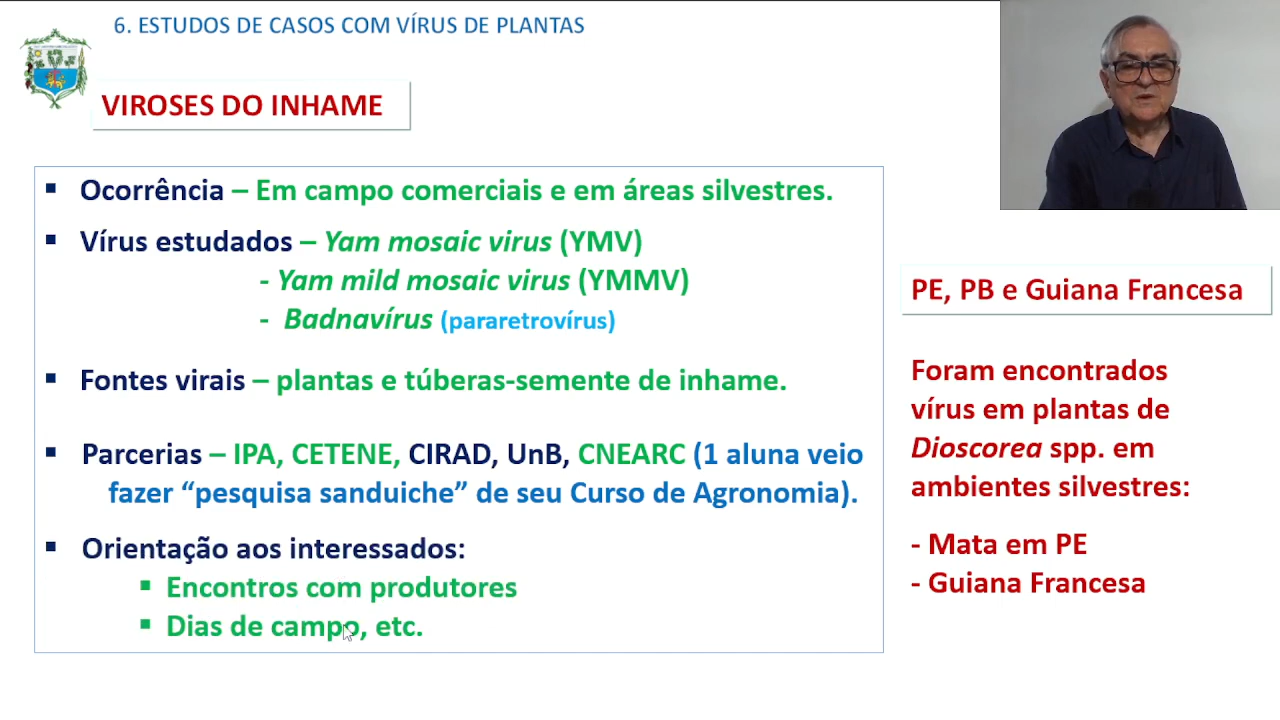 6. ESTUDOS DE CASOS COM VÍRUS DE PLANTAS
VIROSES DO INHAME
▪ Ocorrência – Em campo comerciais e em áreas silvestres.
▪ Vírus estudados – Yam mosaic virus (YMV)
- Yam mild mosaic virus (YMMV)
- Badnavírus (pararetrovírus)
▪ Fontes virais – plantas e túberas-semente de inhame.
▪ Parcerias – IPA, CETENE, CIRAD, UnB, CNEARC (1 aluna veio
fazer “pesquisa sanduiche” de seu Curso de Agronomia).
▪ Orientação aos interessados:
▪ Encontros com produtores
▪ Dias de campo, etc.
PE, PB e Guiana Francesa
Foram encontrados
vírus em plantas de
Dioscorea spp. em
ambientes silvestres:
- Mata em PE
- Guiana Francesa